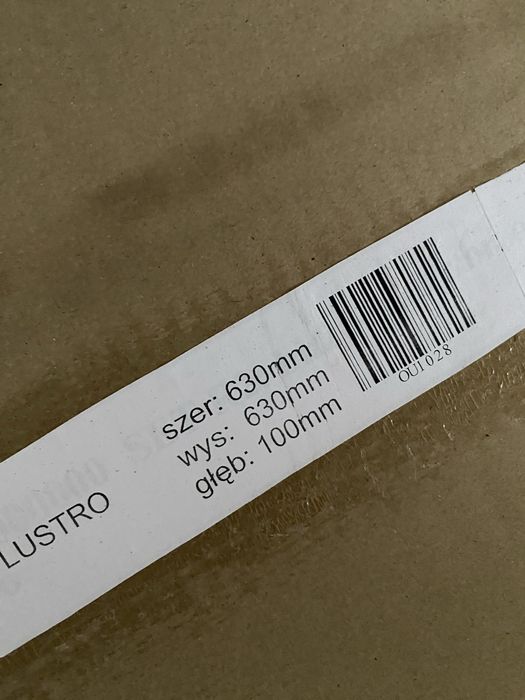 LUSTRO
szer: 630mm
wys: 630mm
głęb: 100mm
OU1028